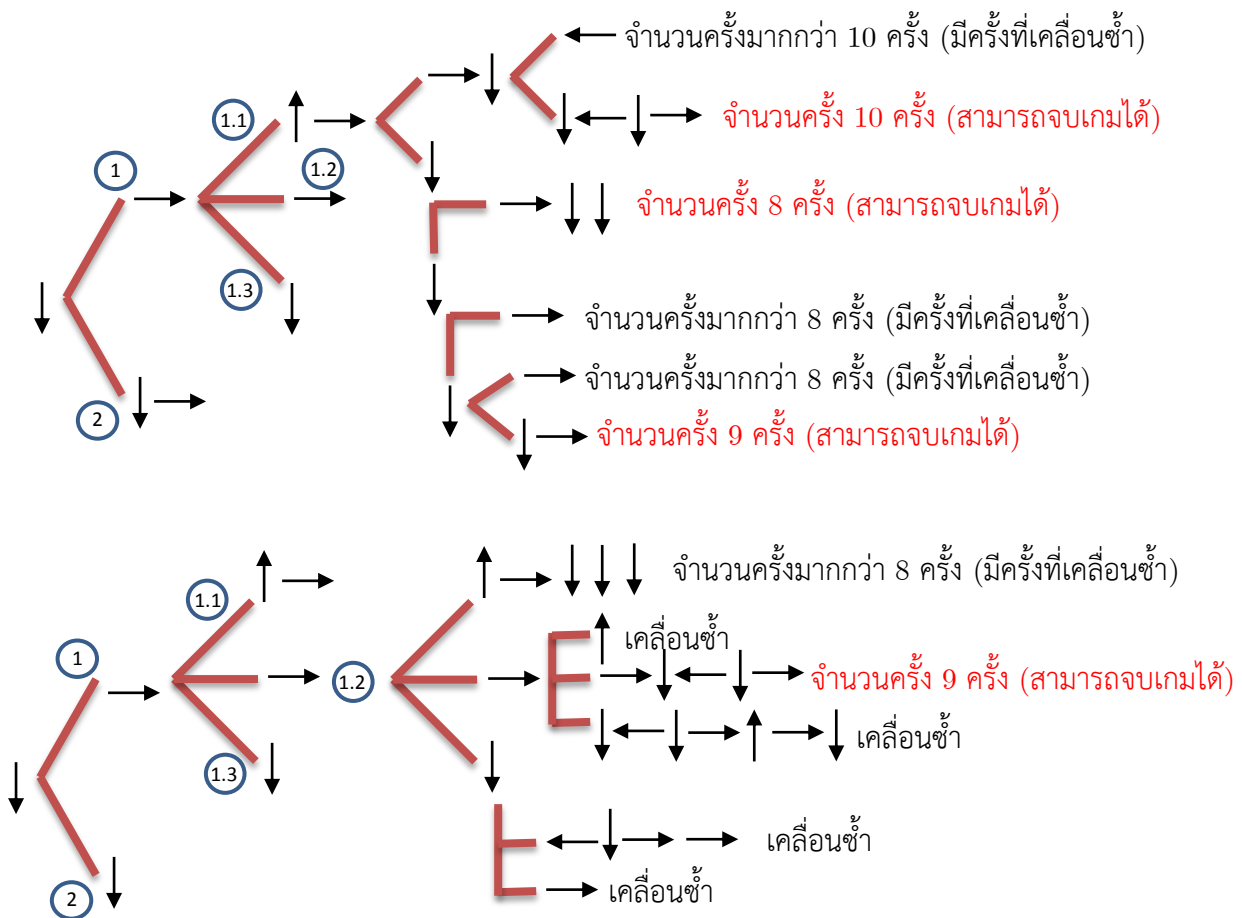 จำนวนครั้งมากกว่า 10 ครั้ง (มีครั้งที่เคลื่อนซ้ำ)
1.1
จำนวนครั้ง 10 ครั้ง (สามารถจบเกมได้)
1
1.2
จำนวนครั้ง 8 ครั้ง (สามารถจบเกมได้)
1.3
จำนวนครั้งมากกว่า 8 ครั้ง (มีครั้งที่เคลื่อนซ้ำ)
จำนวนครั้งมากกว่า 8 ครั้ง (มีครั้งที่เคลื่อนซ้ำ)
2
จำนวนครั้ง 9 ครั้ง (สามารถจบเกมได้)
จำนวนครั้งมากกว่า 8 ครั้ง (มีครั้งที่เคลื่อนซ้ำ)
1.1
เคลื่อนซ้ำ
1
1.2
จำนวนครั้ง 9 ครั้ง (สามารถจบเกมได้)
เคลื่อนซ้ำ
1.3
เคลื่อนซ้ำ
2
เคลื่อนซ้ำ